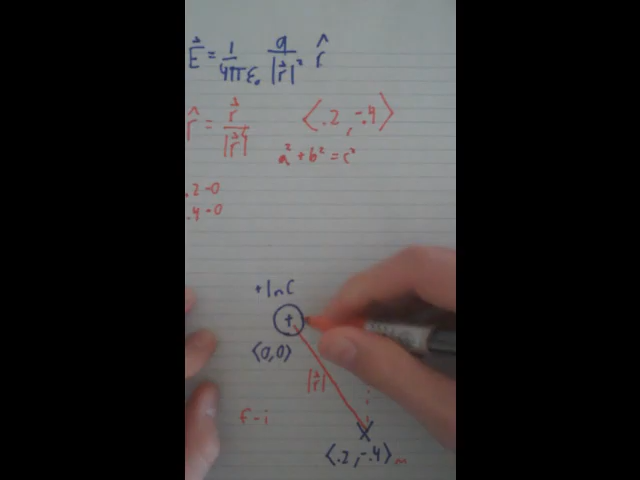 E⃗ = 1/4πε₀ q/|r⃗|² r̂
r̂ = r⃗/|r⃗| ⟨.2, -.4⟩
a² + b² = c²
.2-0
.4-0
+1nC
+
⟨0,0⟩
|r⃗|
f-i
⟨.2, -.4⟩m